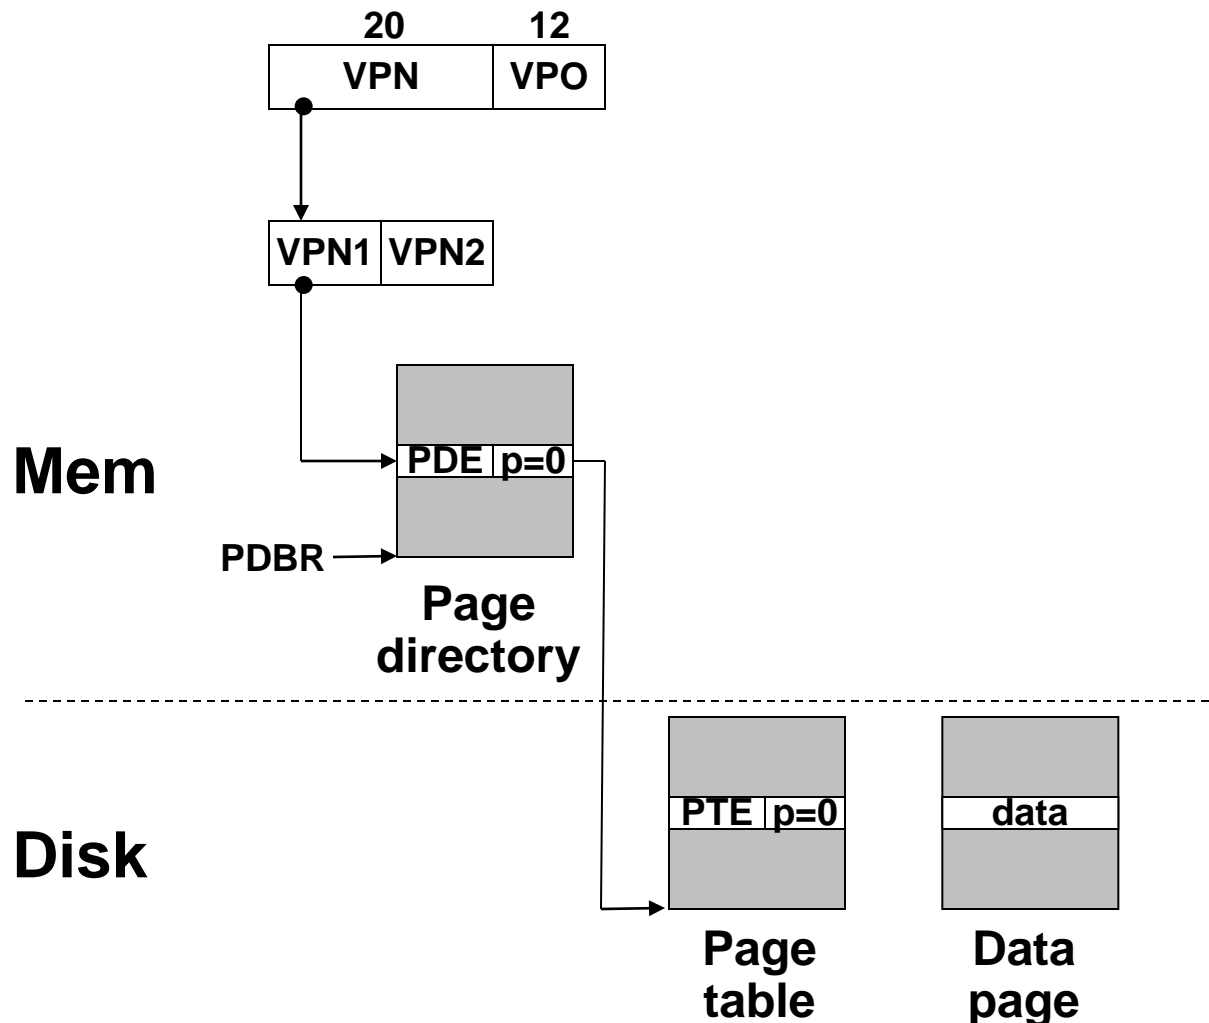 20 12
VPN VPO
VPN1 VPN2
Mem
PDE p=0
PDBR
Page
directory
Disk
PTE p=0
data
Page
table
Data
page